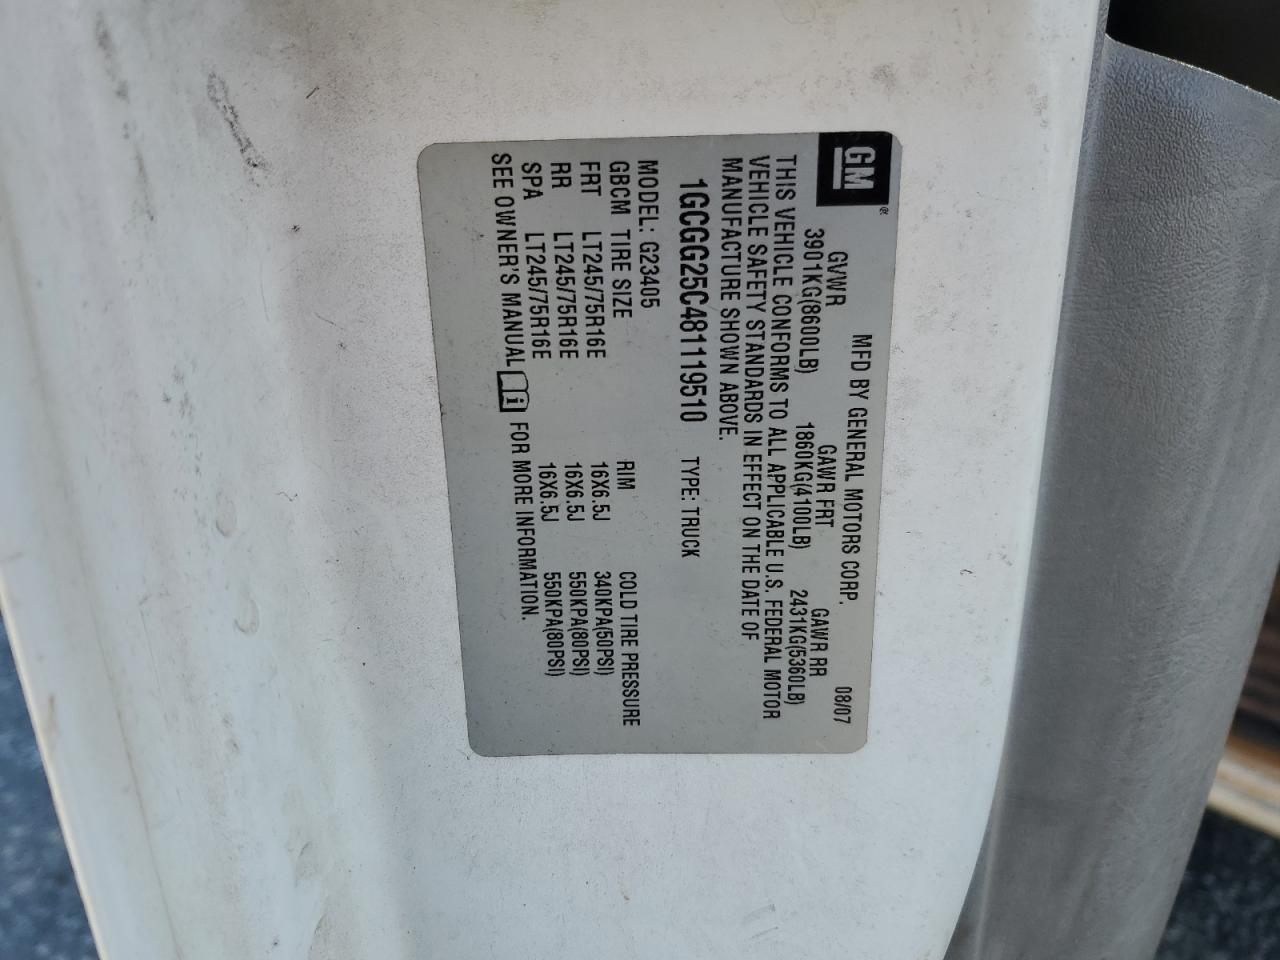 GM®
MFD BY GENERAL MOTORS CORP. 08/07
GVWR GAWR FRT GAWR RR
3901KG(8600LB) 1860KG(4100LB) 2431KG(5360LB)
THIS VEHICLE CONFORMS TO ALL APPLICABLE U.S. FEDERAL MOTOR
VEHICLE SAFETY STANDARDS IN EFFECT ON THE DATE OF
MANUFACTURE SHOWN ABOVE.
1GCGG25C481119510 TYPE: TRUCK
MODEL: G23405
GBCM TIRE SIZE RIM COLD TIRE PRESSURE
FRT LT245/75R16E 16X6.5J 340KPA(50PSI)
RR LT245/75R16E 16X6.5J 550KPA(80PSI)
SPA LT245/75R16E 16X6.5J 550KPA(80PSI)
SEE OWNER'S MANUAL i FOR MORE INFORMATION.